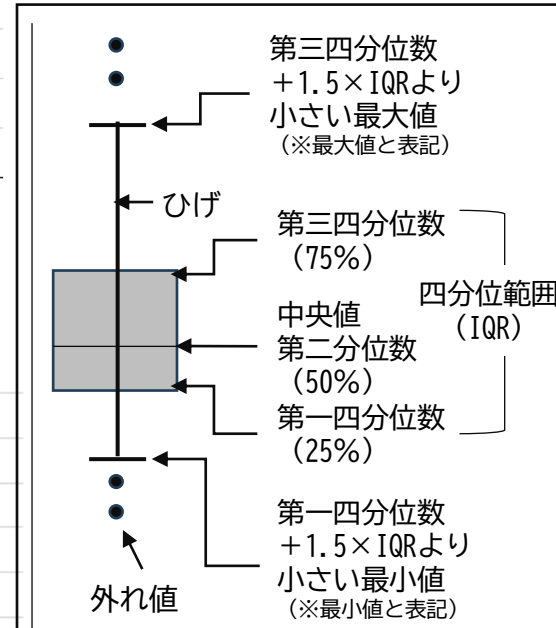 第三四分位数
＋1.5×IQRより
小さい最大値
（※最大値と表記）
ひげ
第三四分位数
（75%）
四分位範囲
（IQR）
中央値
第二分位数
（50%）
第一四分位数
（25%）
第一四分位数
＋1.5×IQRより
小さい最小値
（※最小値と表記）
外れ値